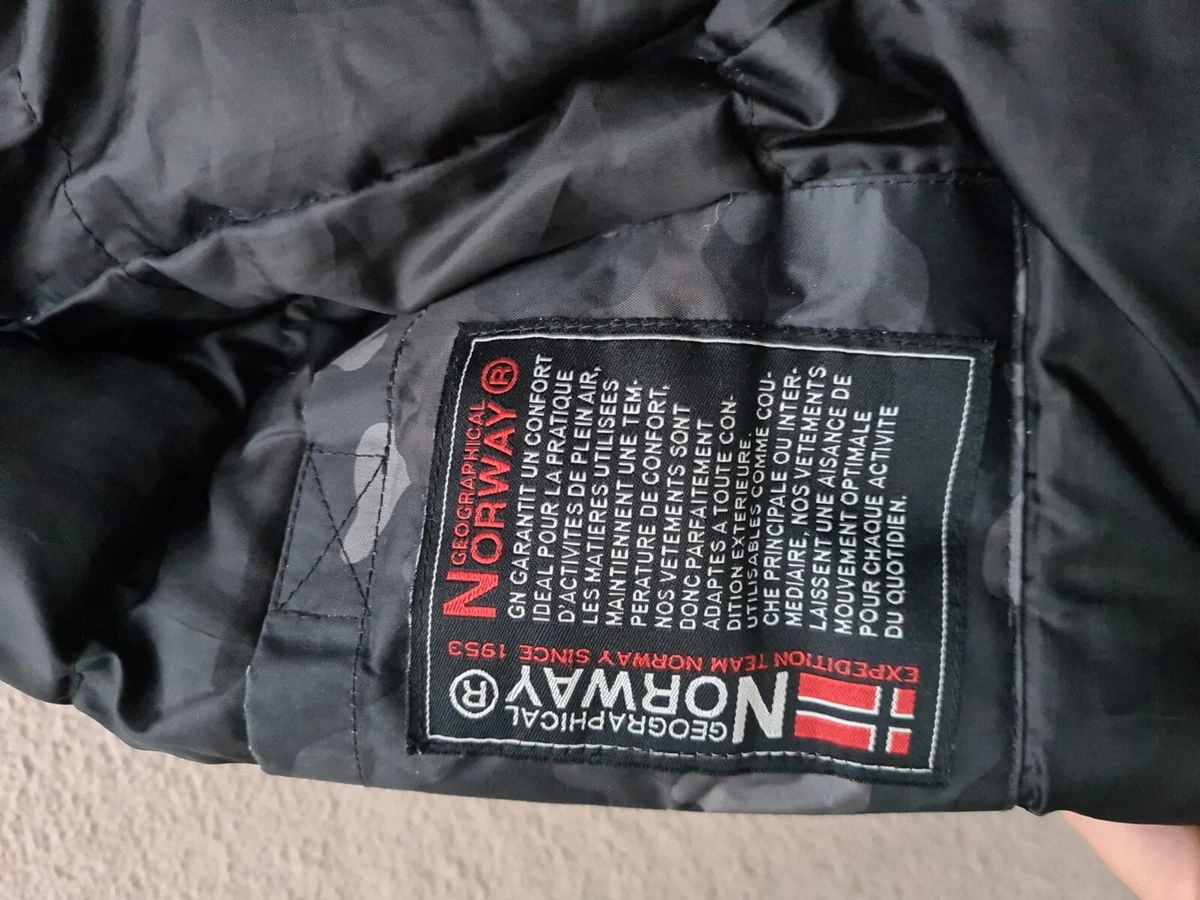 GEOGRAPHICAL
NORWAY®
GN GARANTIT UN CONFORT
IDEAL POUR LA PRATIQUE
D'ACTIVITES DE PLEIN AIR,
LES MATIÈRES UTILISEES
MAINTIENNENT UNE TEM-
PERATURE DE CONFORT,
NOS VETEMENTS SONT
DONC PARFAITEMENT
ADAPTES A TOUTE CON-
DITION EXTERIEURE.
UTILISABLES COMME COU-
CHE PRINCIPALE OU INTER-
MEDIAIRE, NOS VETEMENTS
LAISSENT UNE AISANCE DE
MOUVEMENT OPTIMALE
POUR CHAQUE ACTIVITE
DU QUOTIDIEN.
EXPEDITION TEAM NORWAY SINCE 1953
GEOGRAPHICAL
NORWAY®